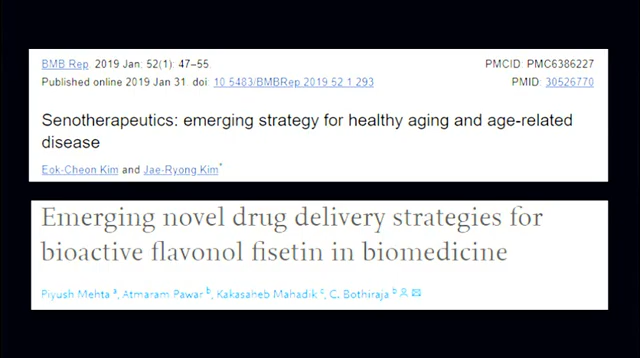 BMB Rep. 2019 Jan; 52(1): 47–55. PMCID: PMC6386227
Published online 2019 Jan 31. doi: 10.5483/BMBRep.2019.52.1.293 PMID: 30526770
Senotherapeutics: emerging strategy for healthy aging and age-related
disease
Eok-Cheon Kim and Jae-Ryong Kim*
Emerging novel drug delivery strategies for
bioactive flavonol fisetin in biomedicine
Piyush Mehta a, Atmaram Pawar b, Kakasaheb Mahadik c, C. Bothiraja b